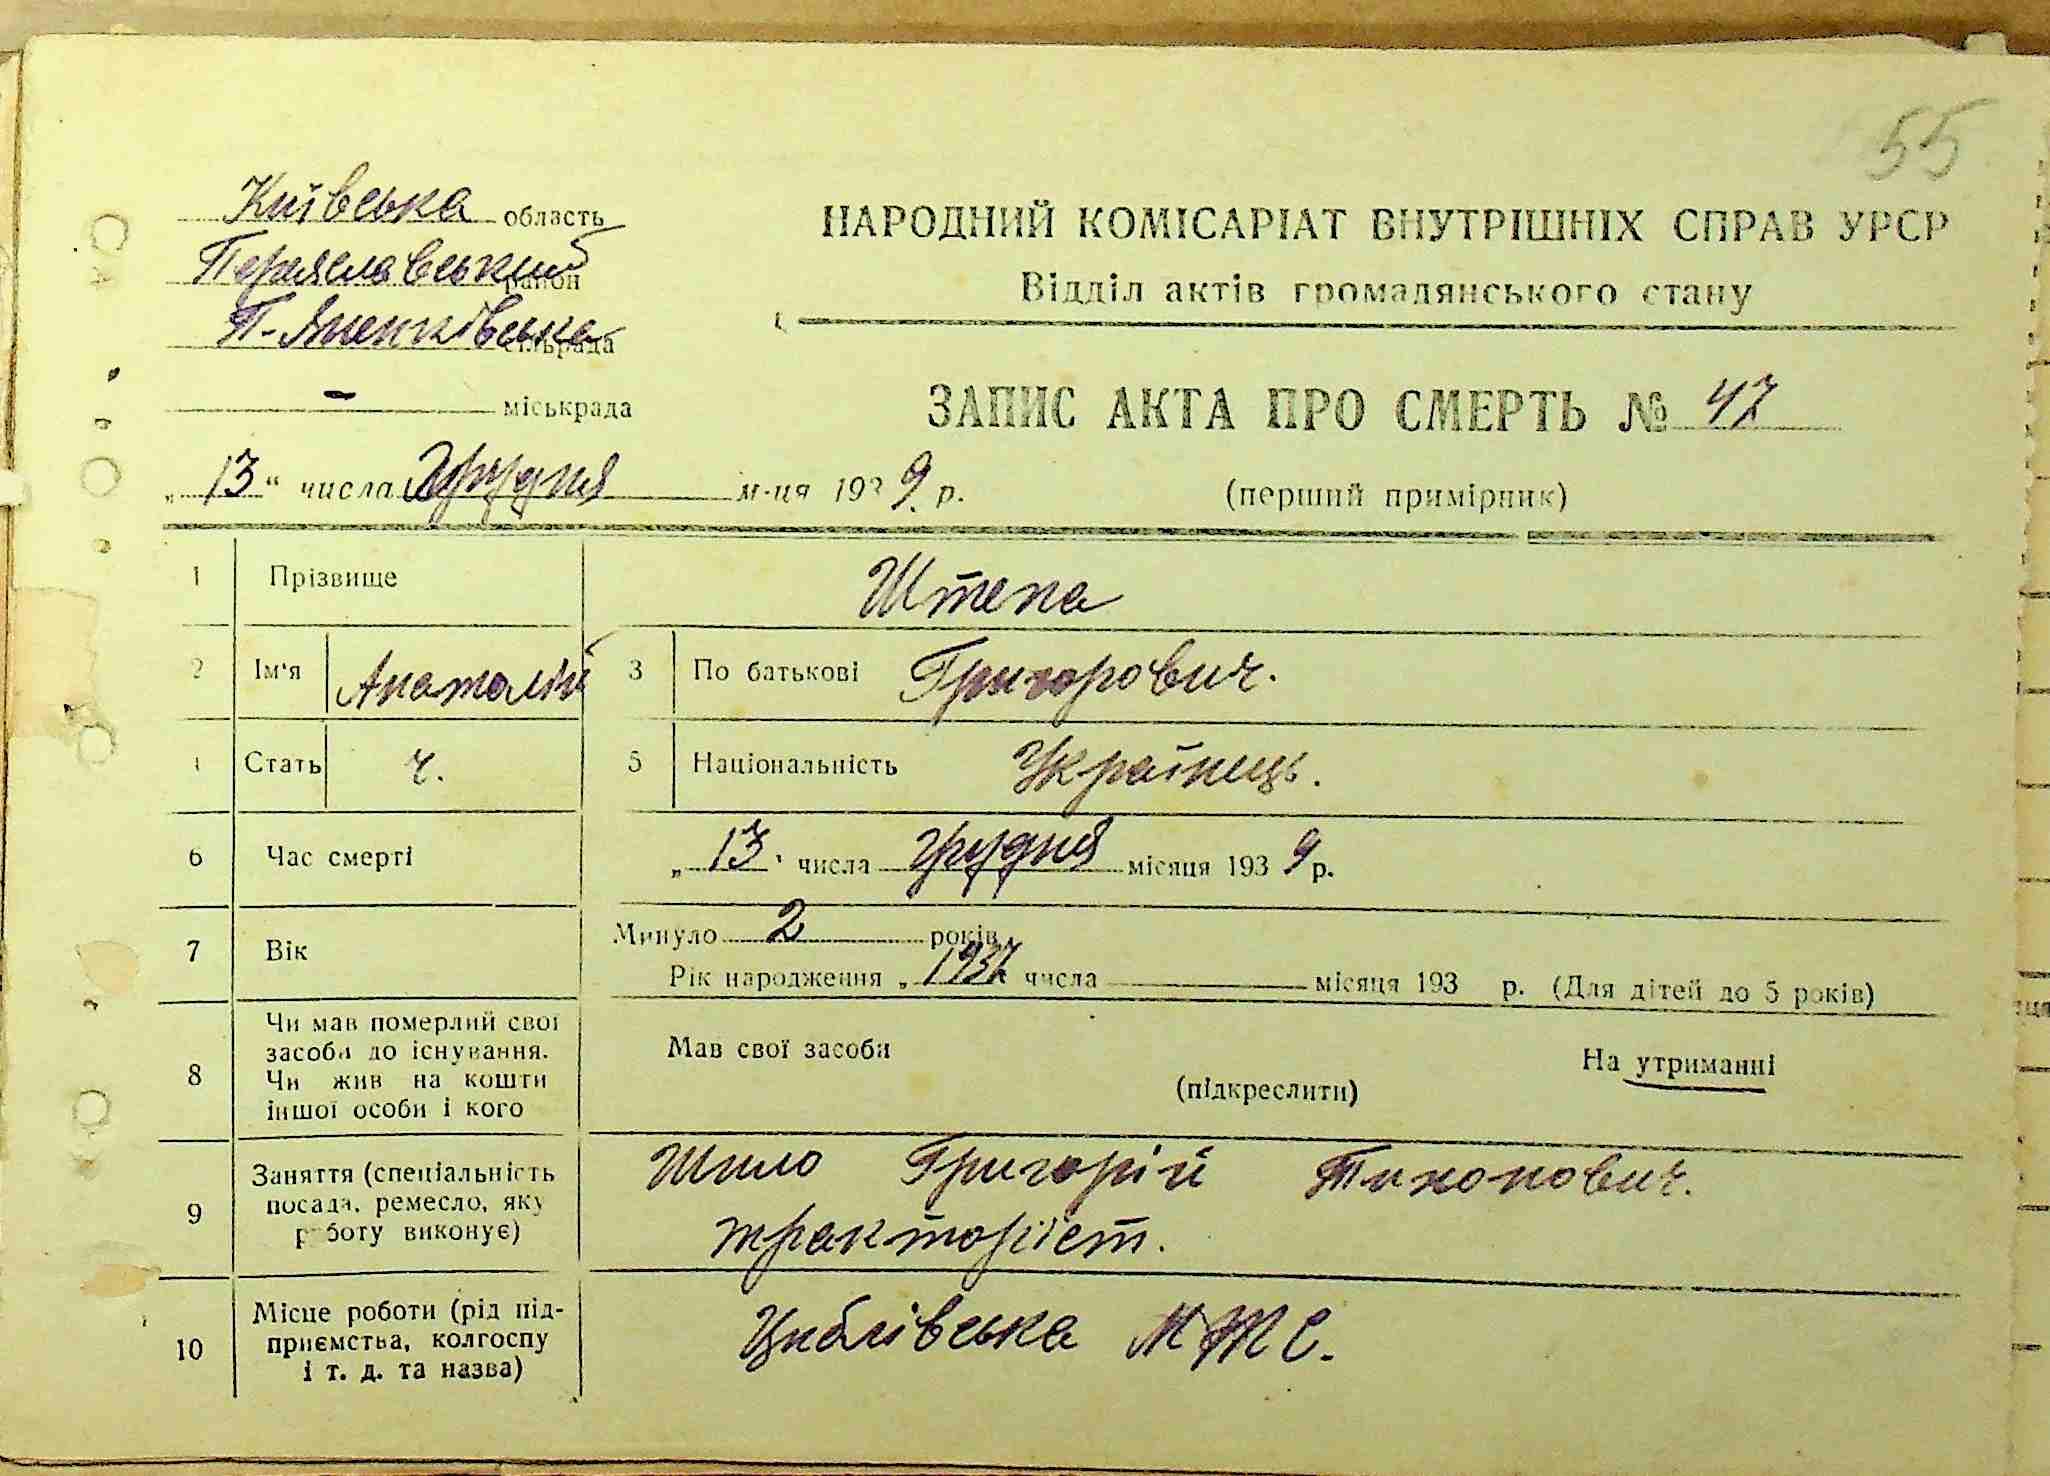 55
Київська область
Переяславський район
П-Яненківська сільрада
- міськрада
„13“ числа Грудня м-ця 1939 р.
НАРОДНИЙ КОМІСАРІАТ ВНУТРІШНІХ СПРАВ УРСР
Відділ актів громадянського стану
ЗАПИС АКТА ПРО СМЕРТЬ № 47
(перший примірник)
1 Прізвище Штепа
2 Ім'я Анатолій 3 По батькові Григорович.
4 Стать ч. 5 Національність Українець.
6 Час смерті „13“ числа грудня місяця 1939 р.
7 Вік Минуло 2 років.
Рік народження „1937 числа місяця 193 р. (Для дітей до 5 років)
8 Чи мав померлий свої
засоби до існування.
Чи жив на кошти
іншої особи і кого
Мав свої засоби
(підкреслити)
На утриманні
9 Заняття (спеціальність
посада, ремесло, яку
роботу виконує)
Григорій Тихонович.
тракторіст.
10 Місце роботи (рід під-
приємства, колгоспу
і т. д. та назва)
Циблівська МТС.